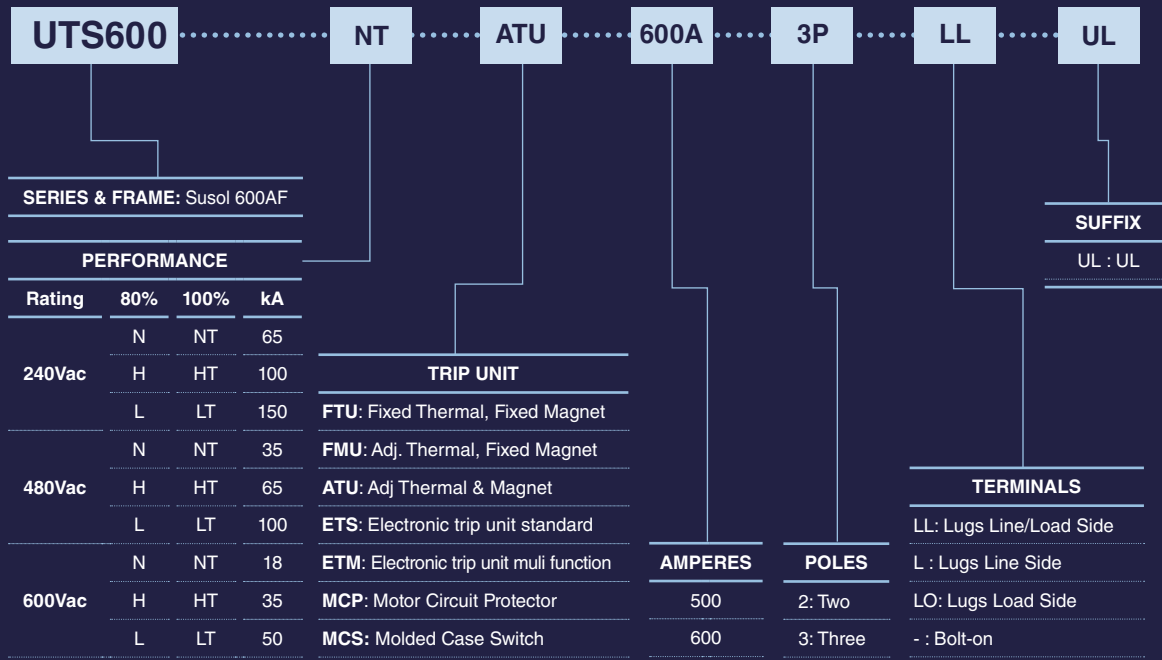 UTS600 NT ATU 600A 3P LL UL
SERIES & FRAME: Susol 600AF
PERFORMANCE
Rating 80% 100% kA
240Vac
N NT 65
H HT 100
L LT 150
480Vac
N NT 35
H HT 65
L LT 100
600Vac
N NT 18
H HT 35
L LT 50
TRIP UNIT
FTU: Fixed Thermal, Fixed Magnet
FMU: Adj. Thermal, Fixed Magnet
ATU: Adj Thermal & Magnet
ETS: Electronic trip unit standard
ETM: Electronic trip unit muli function
MCP: Motor Circuit Protector
MCS: Molded Case Switch
AMPERES
500
600
POLES
2: Two
3: Three
TERMINALS
LL: Lugs Line/Load Side
L : Lugs Line Side
LO: Lugs Load Side
- : Bolt-on
SUFFIX
UL : UL